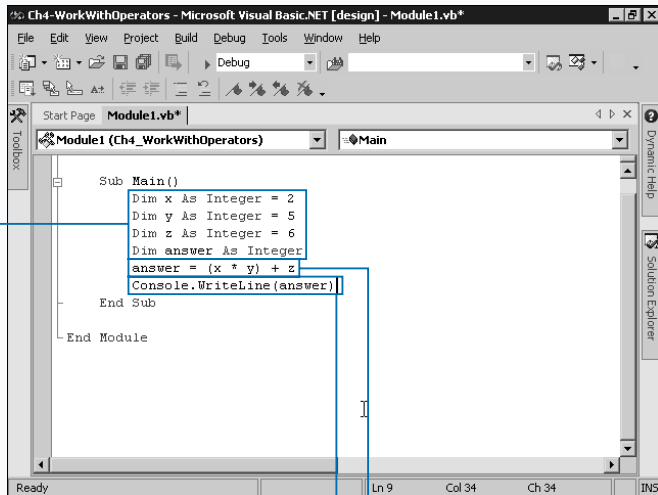 Ch4-WorkWithOperators - Microsoft Visual Basic.NET [design] - Module1.vb*
File Edit View Project Build Debug Tools Window Help
Debug
Start Page Module1.vb*
Module1 (Ch4_WorkWithOperators) Main
Toolbox
Dynamic Help
Solution Explorer
Sub Main()
Dim x As Integer = 2
Dim y As Integer = 5
Dim z As Integer = 6
Dim answer As Integer
answer = (x * y) + z
Console.WriteLine(answer)
End Sub
End Module
Ready Ln 9 Col 34 Ch 34 INS